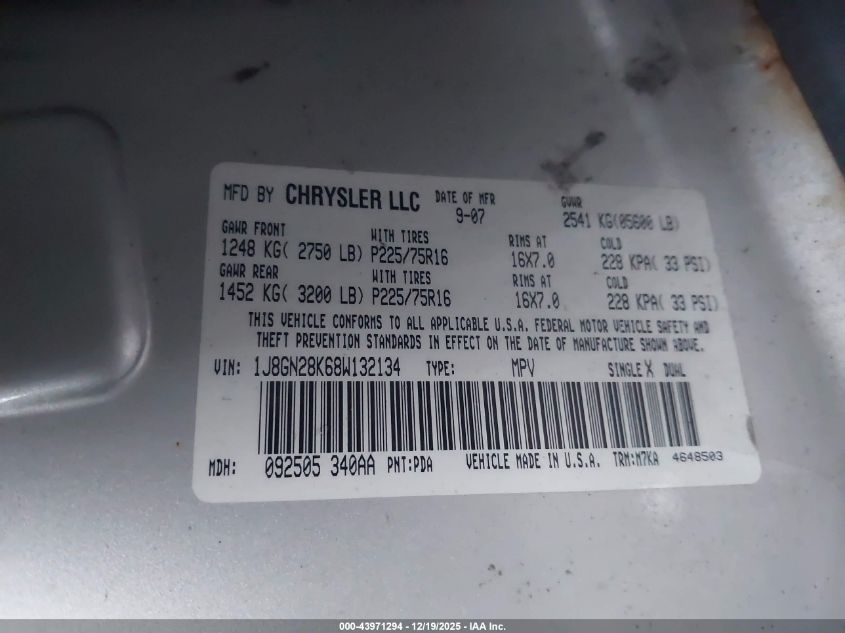 MFD BY CHRYSLER LLC DATE OF MFR GVWR
9-07 2541 KG(05600 LB)
GAWR FRONT WITH TIRES RIMS AT COLD
1248 KG( 2750 LB) P225/75R16 16X7.0 228 KPA( 33 PSI)
GAWR REAR WITH TIRES RIMS AT COLD
1452 KG( 3200 LB) P225/75R16 16X7.0 228 KPA( 33 PSI)
THIS VEHICLE CONFORMS TO ALL APPLICABLE U.S.A. FEDERAL MOTOR VEHICLE SAFETY AND
THEFT PREVENTION STANDARDS IN EFFECT ON THE DATE OF MANUFACTURE SHOWN ABOVE.
VIN: 1J8GN28K68W132134 TYPE: MPV SINGLE X DUAL
MDH: 092505 340AA PNT:PDA VEHICLE MADE IN U.S.A. TRM:M7KA 4648503
000-43971294 - 12/19/2025 - IAA Inc.